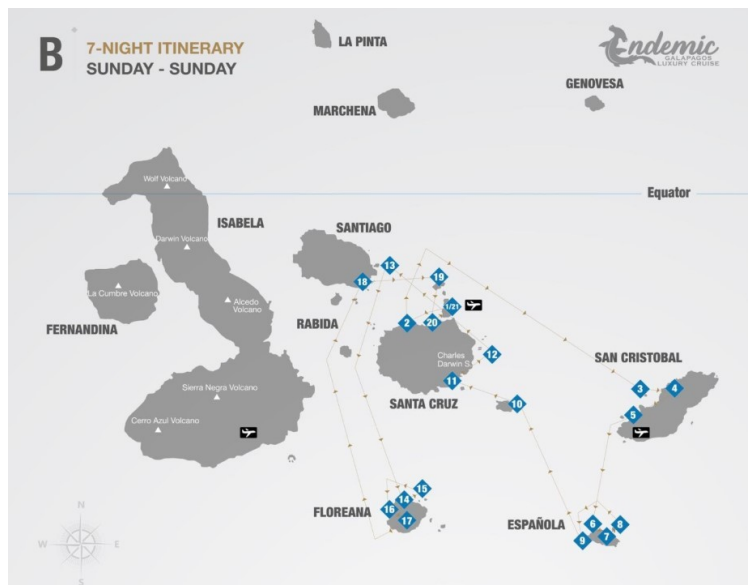 B
7-NIGHT ITINERARY
SUNDAY - SUNDAY
Endemic
GALAPAGOS
LUXURY CRUISE
LA PINTA
MARCHENA
GENOVESA
Equator
Wolf Volcano
ISABELA
Darwin Volcano
SANTIAGO
13
18
19
La Cumbre Volcano
Alcedo
Volcano
1/21
FERNANDINA
RABIDA
2
20
12
Charles
Darwin S.
SAN CRISTOBAL
11
3
4
SANTA CRUZ
10
5
Sierra Negra Volcano
Cerro Azul Volcano
FLOREANA
15
14
16
17
ESPAÑOLA
6
8
7
9
N
W
E
S